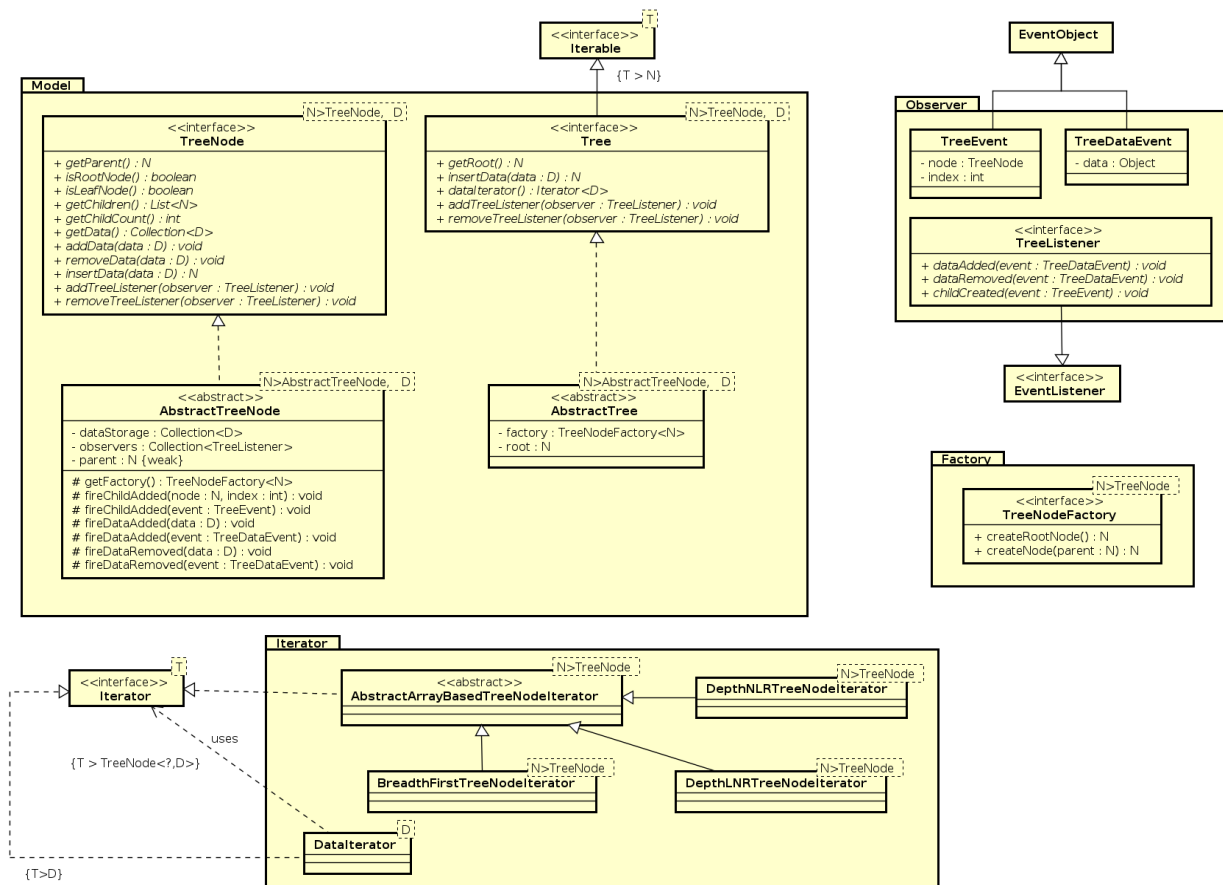 T
<<interface>>
Iterable
{T > N}
EventObject
Model
N>TreeNode, D
<<interface>>
TreeNode
+ getParent() : N
+ isRootNode() : boolean
+ isLeafNode() : boolean
+ getChildren() : List<N>
+ getChildCount() : int
+ getData() : Collection<D>
+ addData(data : D) : void
+ removeData(data : D) : void
+ insertData(data : D) : N
+ addTreeListener(observer : TreeListener) : void
+ removeTreeListener(observer : TreeListener) : void
N>TreeNode, D
<<interface>>
Tree
+ getRoot() : N
+ insertData(data : D) : N
+ dataIterator() : Iterator<D>
+ addTreeListener(observer : TreeListener) : void
+ removeTreeListener(observer : TreeListener) : void
N>AbstractTreeNode, D
<<abstract>>
AbstractTreeNode
- dataStorage : Collection<D>
- observers : Collection<TreeListener>
- parent : N {weak}
# getFactory() : TreeNodeFactory<N>
# fireChildAdded(node : N, index : int) : void
# fireChildAdded(event : TreeEvent) : void
# fireDataAdded(data : D) : void
# fireDataAdded(event : TreeDataEvent) : void
# fireDataRemoved(data : D) : void
# fireDataRemoved(event : TreeDataEvent) : void
N>AbstractTreeNode, D
<<abstract>>
AbstractTree
- factory : TreeNodeFactory<N>
- root : N
Observer
TreeEvent
- node : TreeNode
- index : int
TreeDataEvent
- data : Object
<<interface>>
TreeListener
+ dataAdded(event : TreeDataEvent) : void
+ dataRemoved(event : TreeDataEvent) : void
+ childCreated(event : TreeEvent) : void
<<interface>>
EventListener
Factory
N>TreeNode
<<interface>>
TreeNodeFactory
+ createRootNode() : N
+ createNode(parent : N) : N
Iterator
T
<<interface>>
Iterator
N>TreeNode
<<abstract>>
AbstractArrayBasedTreeNodeIterator
N>TreeNode
DepthNLRTreeNodeIterator
uses
{T > TreeNode<?,D>}
N>TreeNode
BreadthFirstTreeNodeIterator
N>TreeNode
DepthLNRTreeNodeIterator
D
DataIterator
{T>D}